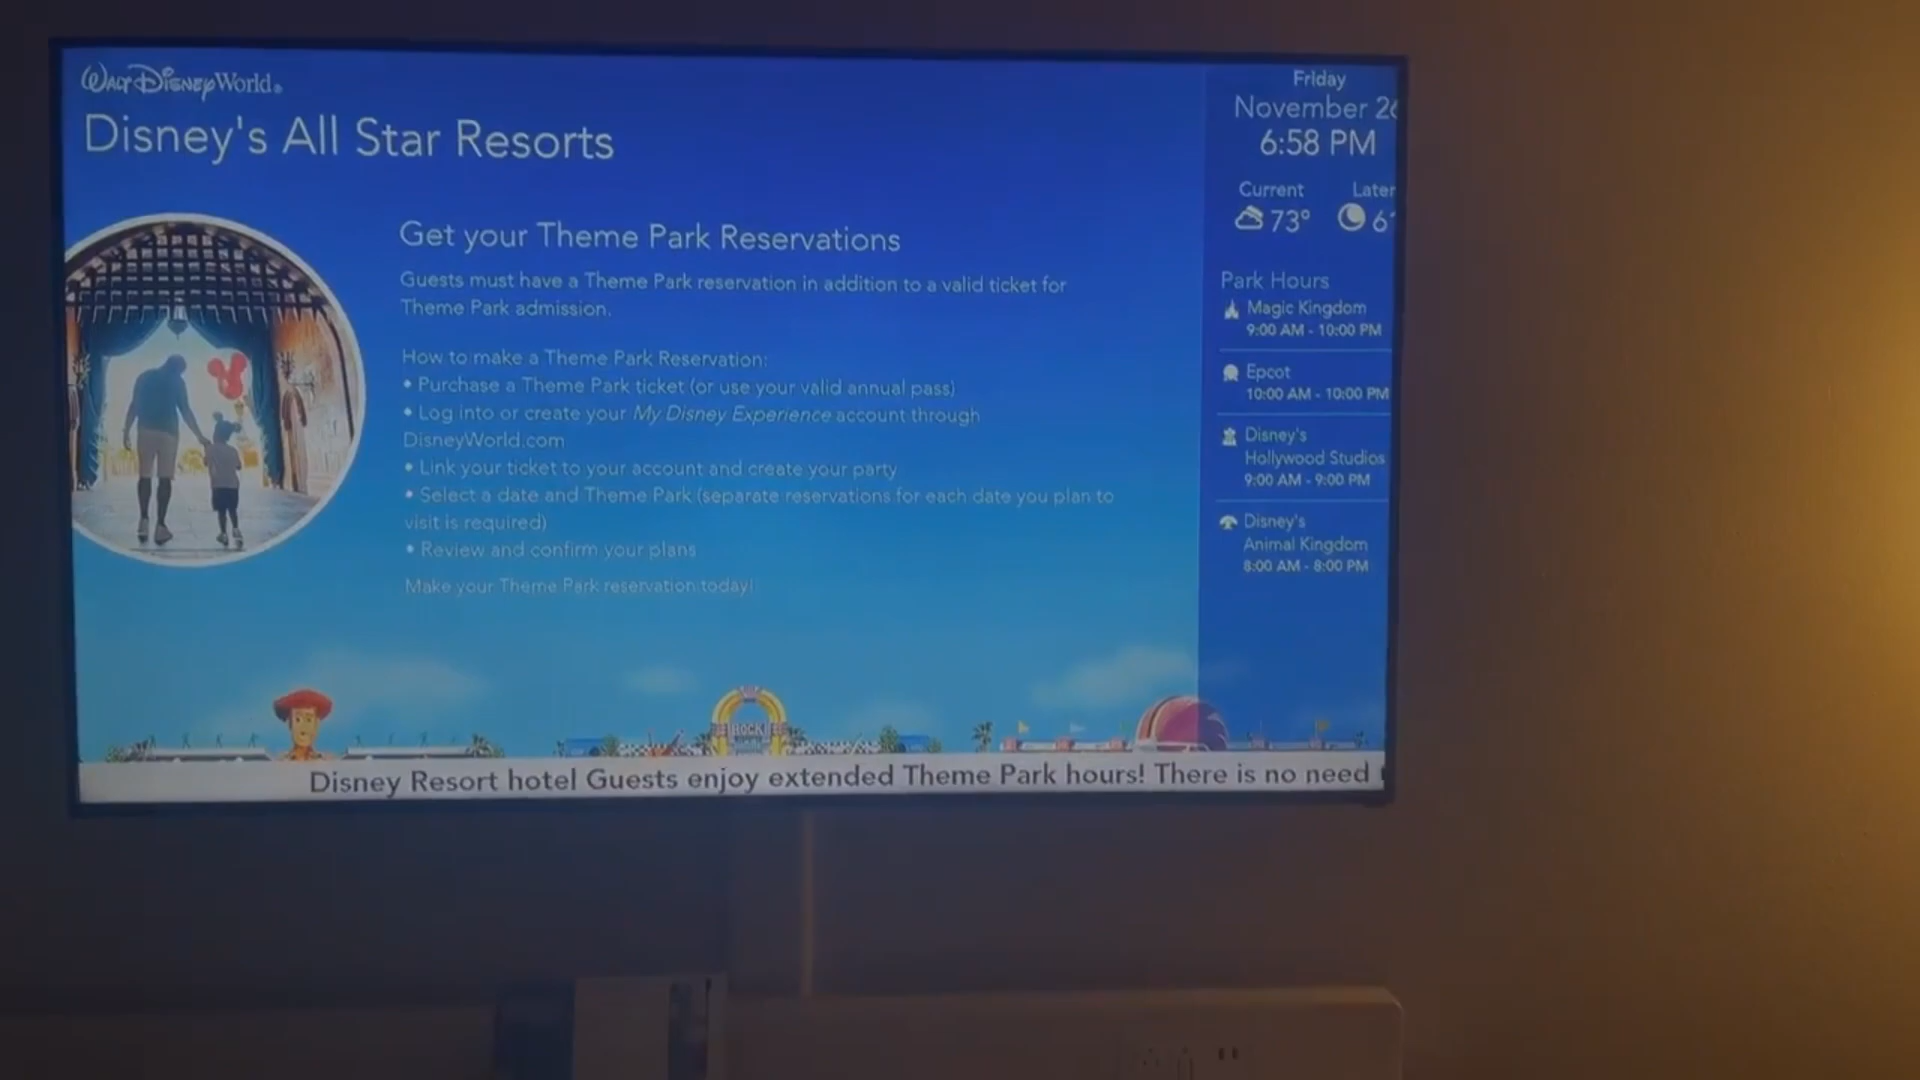 Walt Disney World
Disney's All Star Resorts
Get your Theme Park Reservations
Guests must have a Theme Park reservation in addition to a valid ticket for
Theme Park admission.
How to make a Theme Park Reservation:
• Purchase a Theme Park ticket (or use your valid annual pass)
• Log into or create your My Disney Experience account through
DisneyWorld.com
• Link your ticket to your account and create your party
• Select a date and Theme Park (separate reservations for each date you plan to
visit is required)
• Review and confirm your plans
Make your Theme Park reservation today!
Friday
November 26
6:58 PM
Current Later
73°
Park Hours
Magic Kingdom
9:00 AM - 10:00 PM
Epcot
10:00 AM - 10:00 PM
Disney's
Hollywood Studios
9:00 AM - 9:00 PM
Disney's
Animal Kingdom
8:00 AM - 8:00 PM
ROCK
Disney Resort hotel Guests enjoy extended Theme Park hours! There is no need